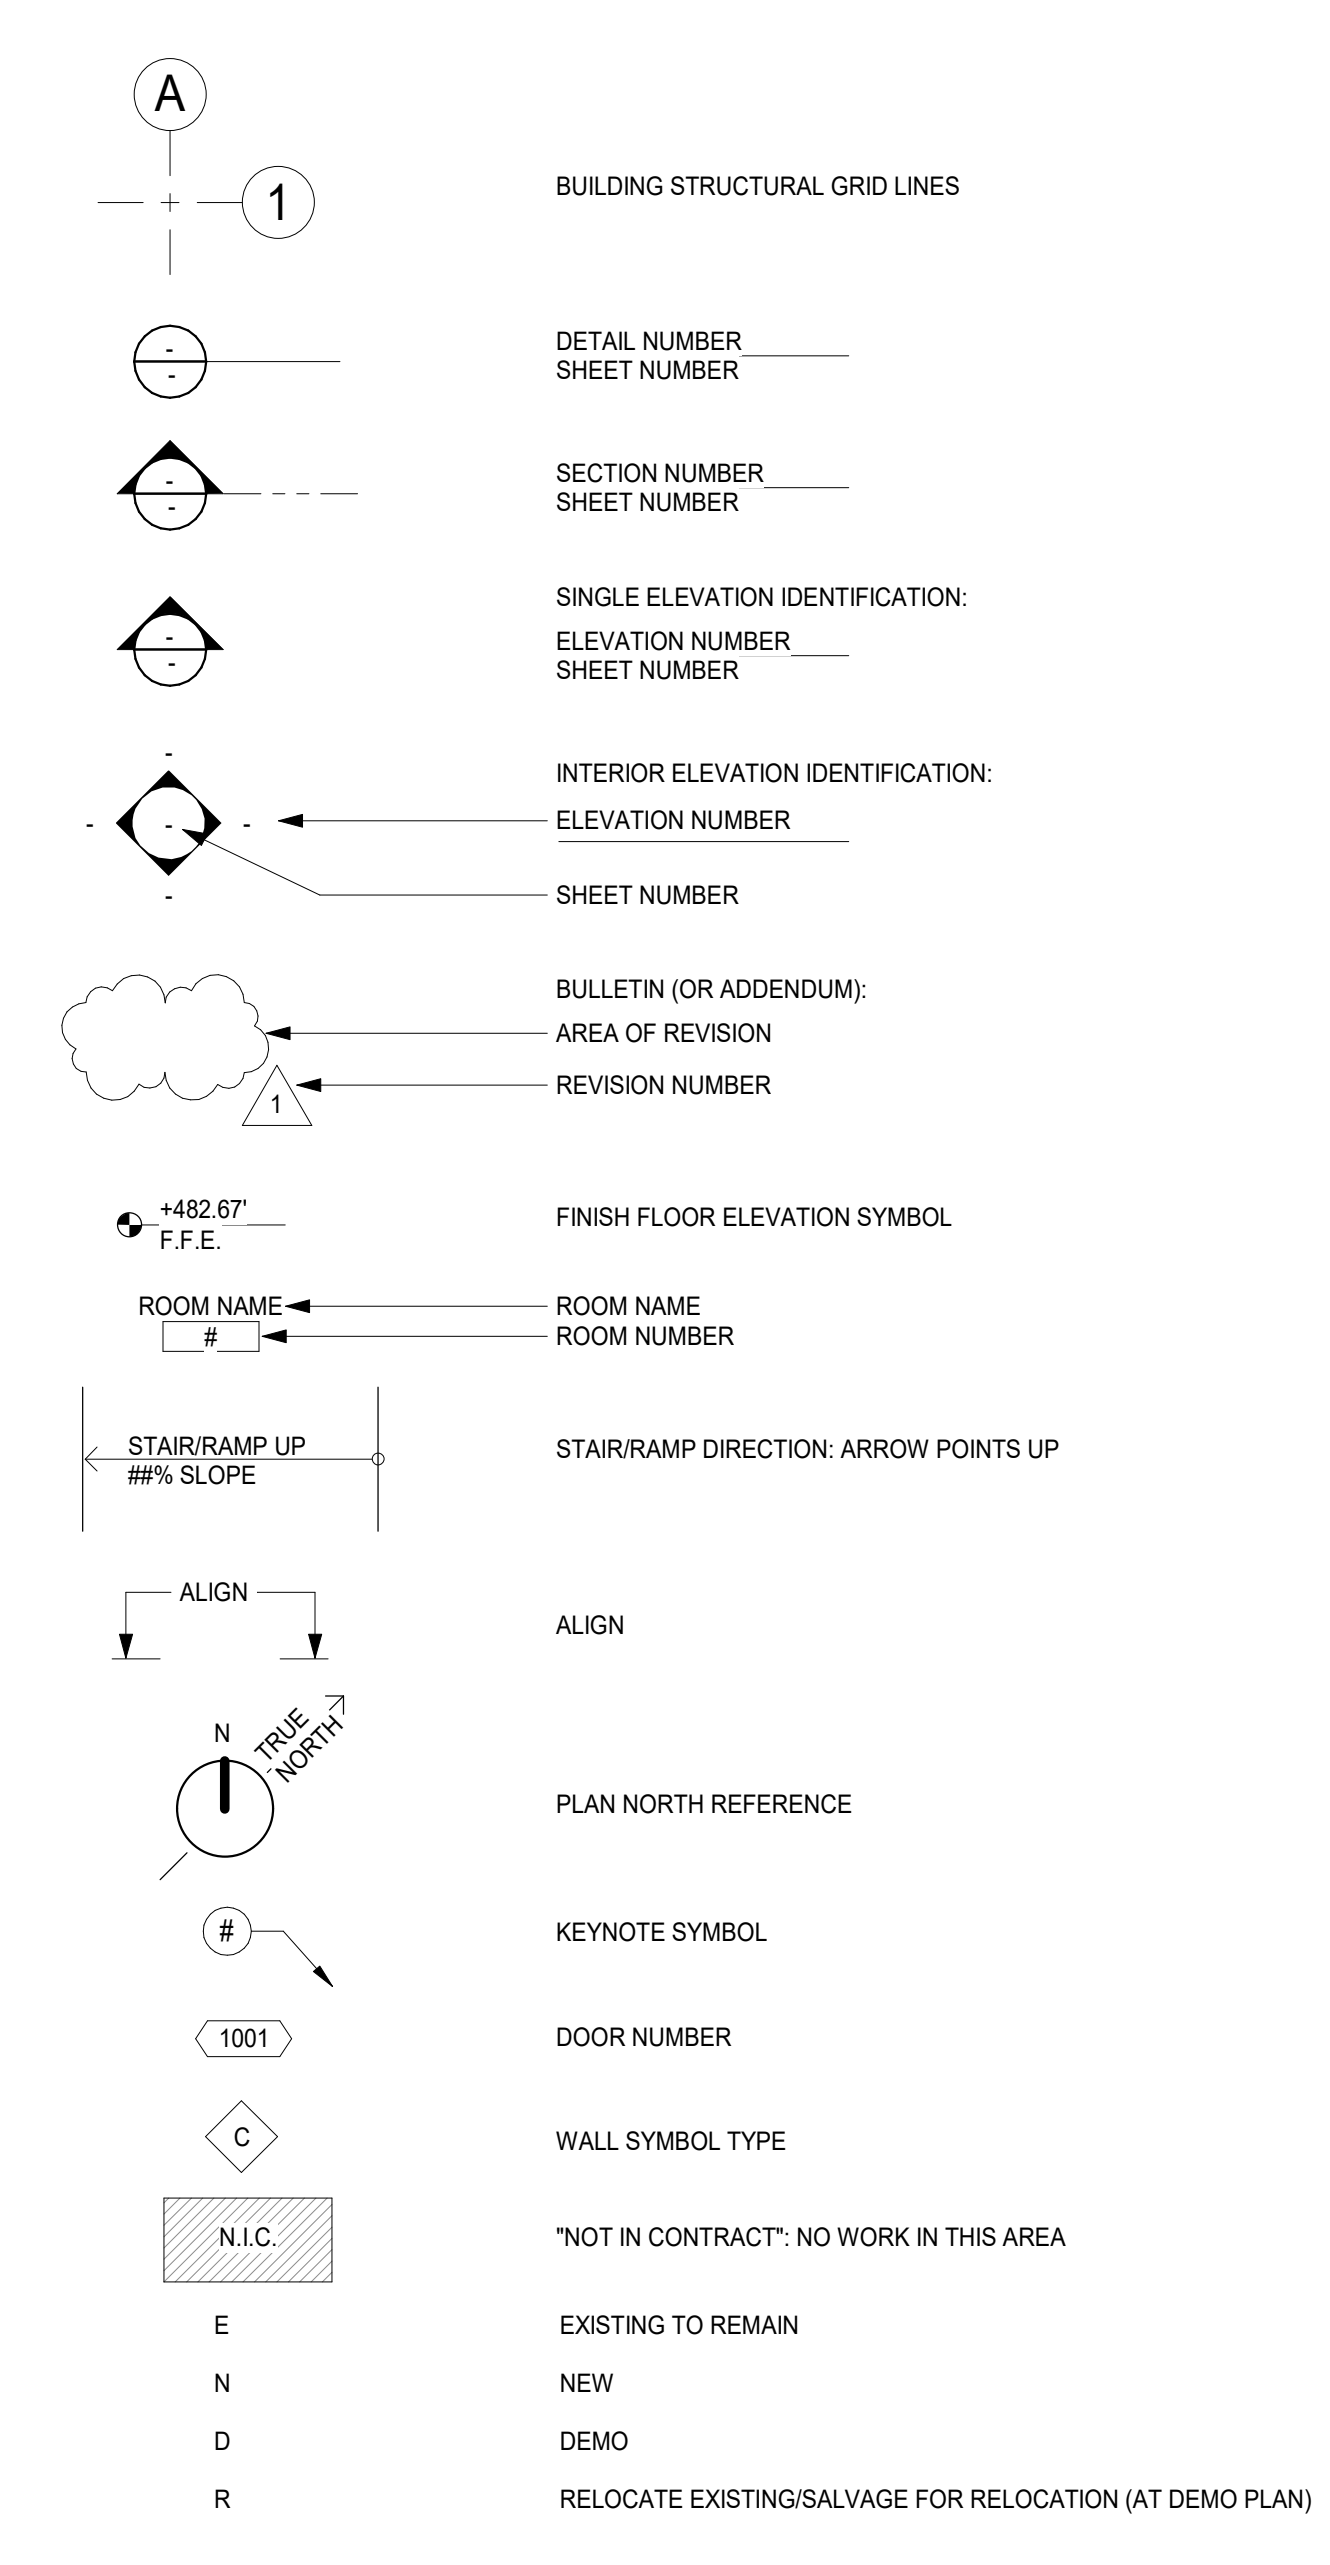 A
1
BUILDING STRUCTURAL GRID LINES
-
-
DETAIL NUMBER
SHEET NUMBER
-
-
SECTION NUMBER
SHEET NUMBER
SINGLE ELEVATION IDENTIFICATION:
-
-
ELEVATION NUMBER
SHEET NUMBER
INTERIOR ELEVATION IDENTIFICATION:
-
- - -
-
ELEVATION NUMBER
SHEET NUMBER
BULLETIN (OR ADDENDUM):
AREA OF REVISION
REVISION NUMBER
1
+482.67'
F.F.E.
FINISH FLOOR ELEVATION SYMBOL
ROOM NAME
#
ROOM NAME
ROOM NUMBER
STAIR/RAMP UP
##% SLOPE
STAIR/RAMP DIRECTION: ARROW POINTS UP
ALIGN
ALIGN
N
TRUE
NORTH
PLAN NORTH REFERENCE
#
KEYNOTE SYMBOL
1001
DOOR NUMBER
C
WALL SYMBOL TYPE
N.I.C.
"NOT IN CONTRACT": NO WORK IN THIS AREA
E EXISTING TO REMAIN
N NEW
D DEMO
R RELOCATE EXISTING/SALVAGE FOR RELOCATION (AT DEMO PLAN)